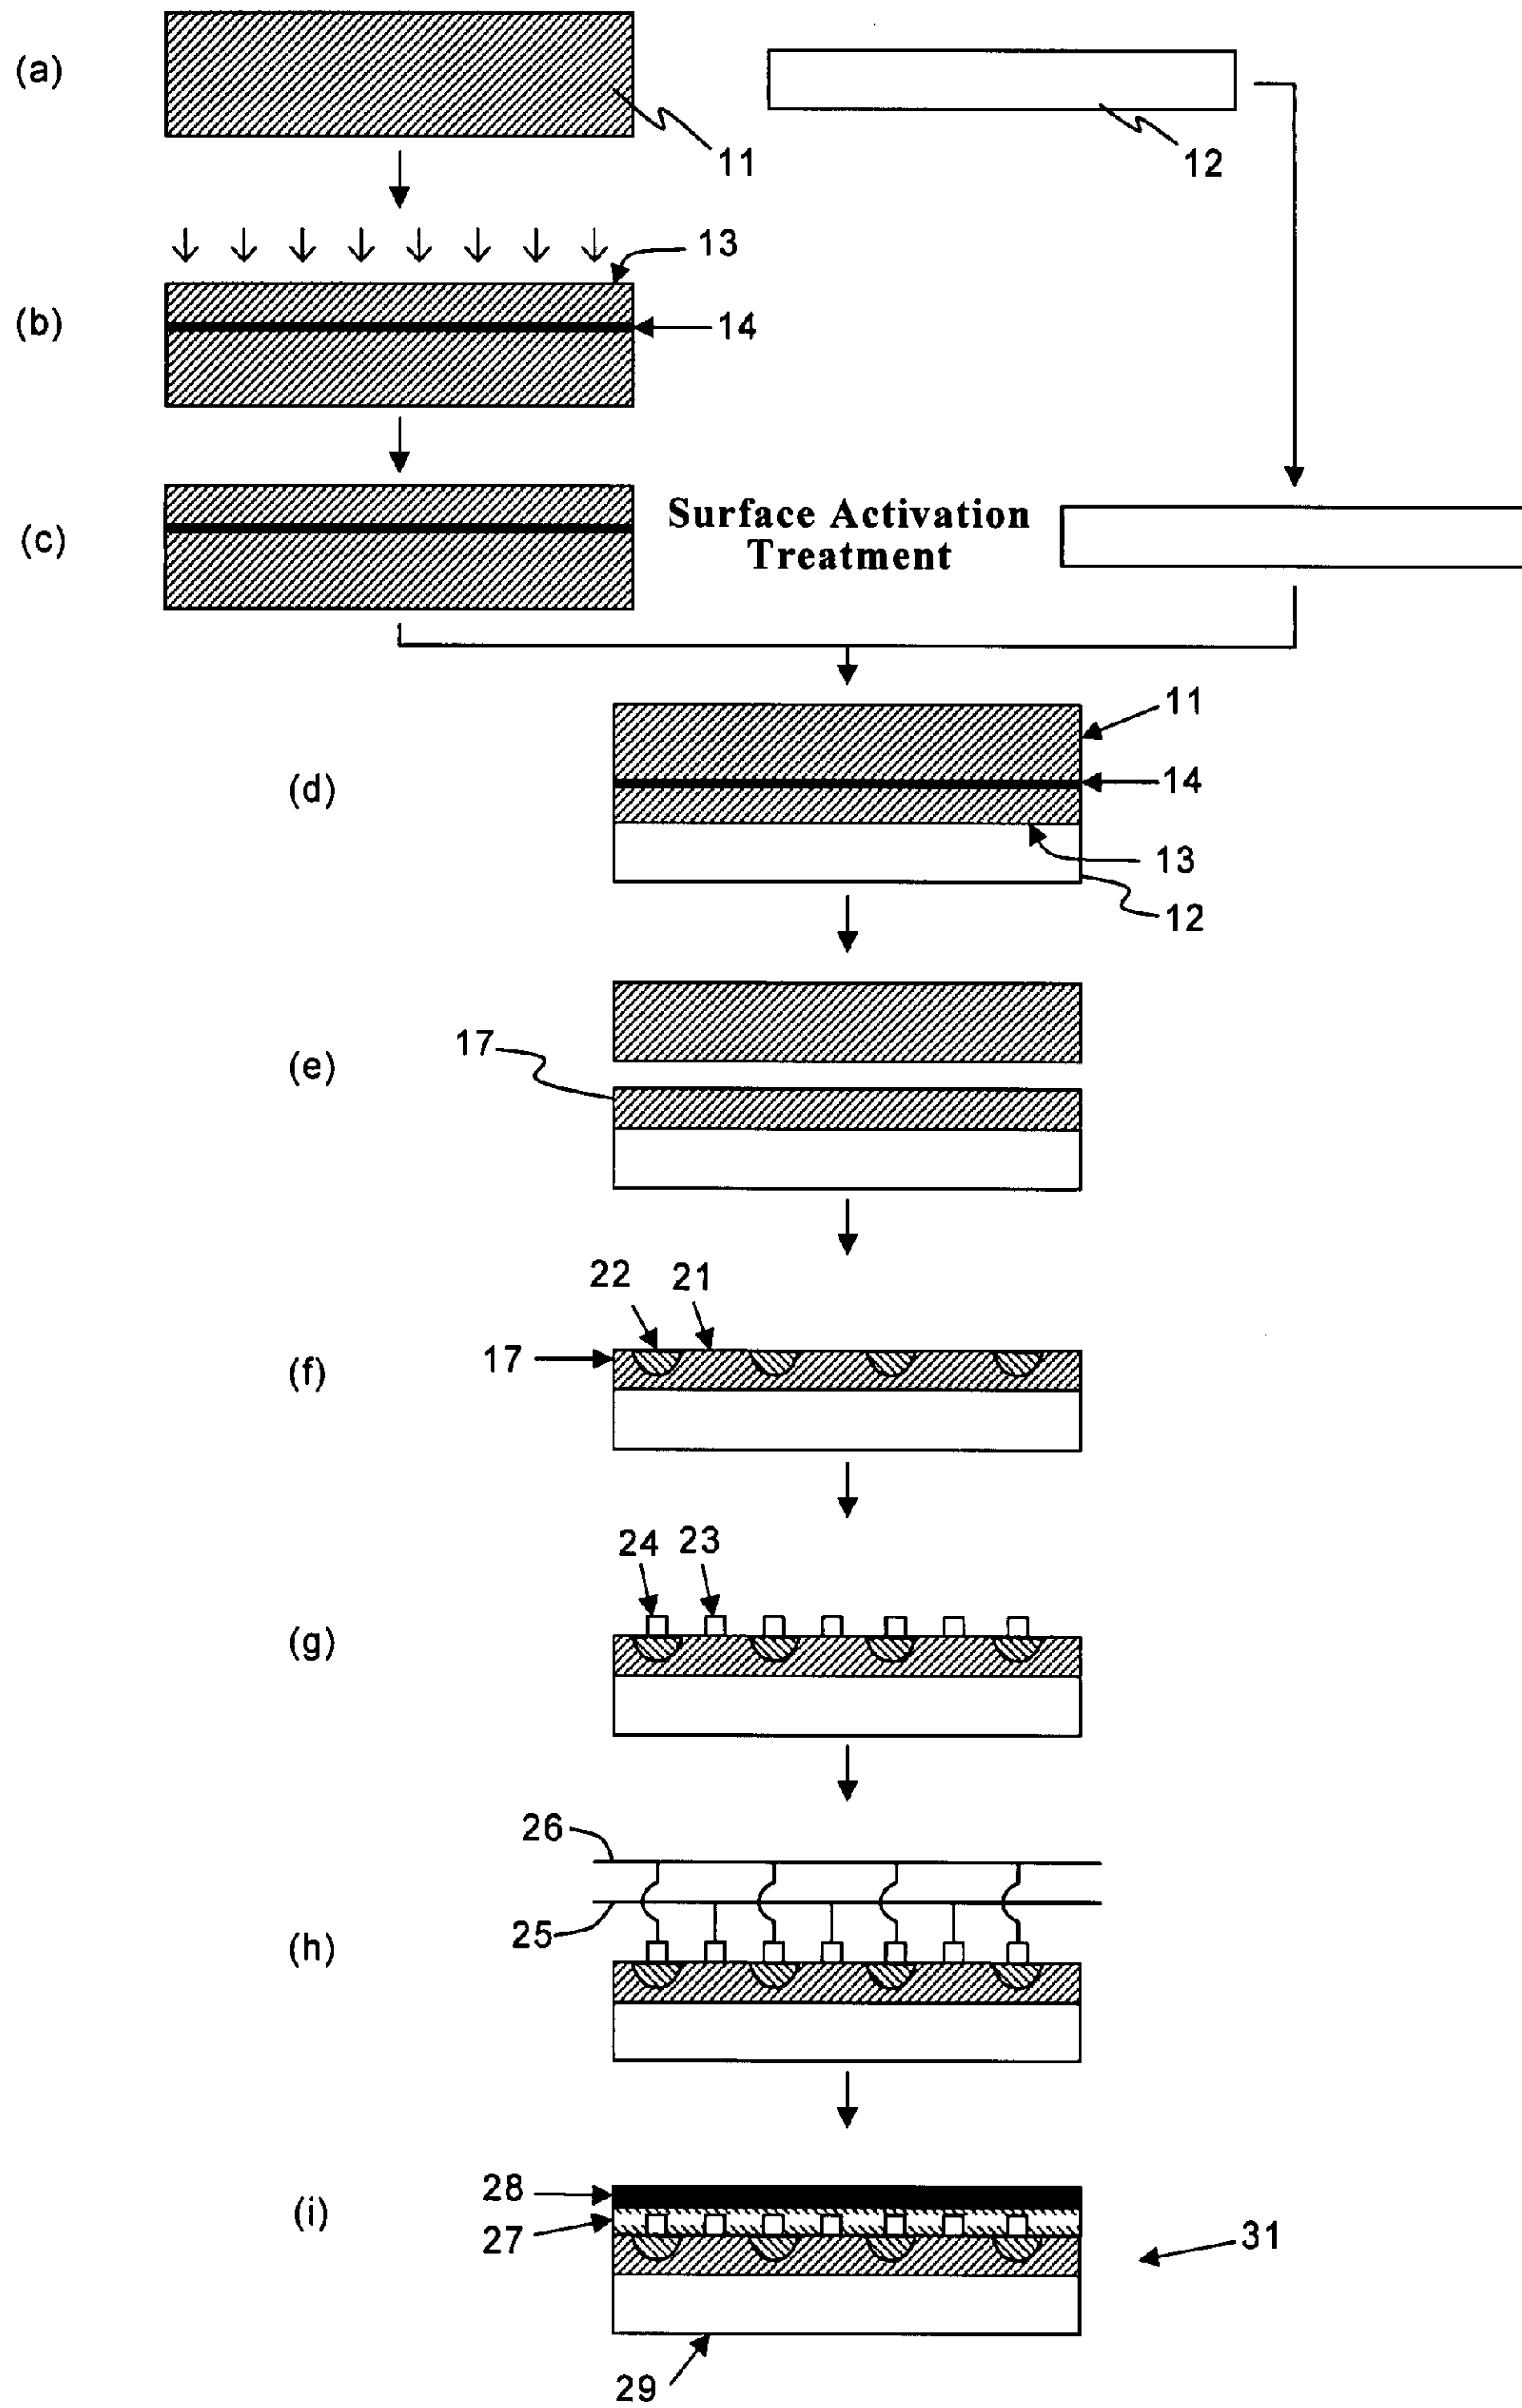 (a)
11
12
13
(b)
14
(c)
Surface Activation
Treatment
11
(d)
14
13
12
17
(e)
22 21
17
(f)
24 23
(g)
26
25
(h)
28
(i)
27
31
29